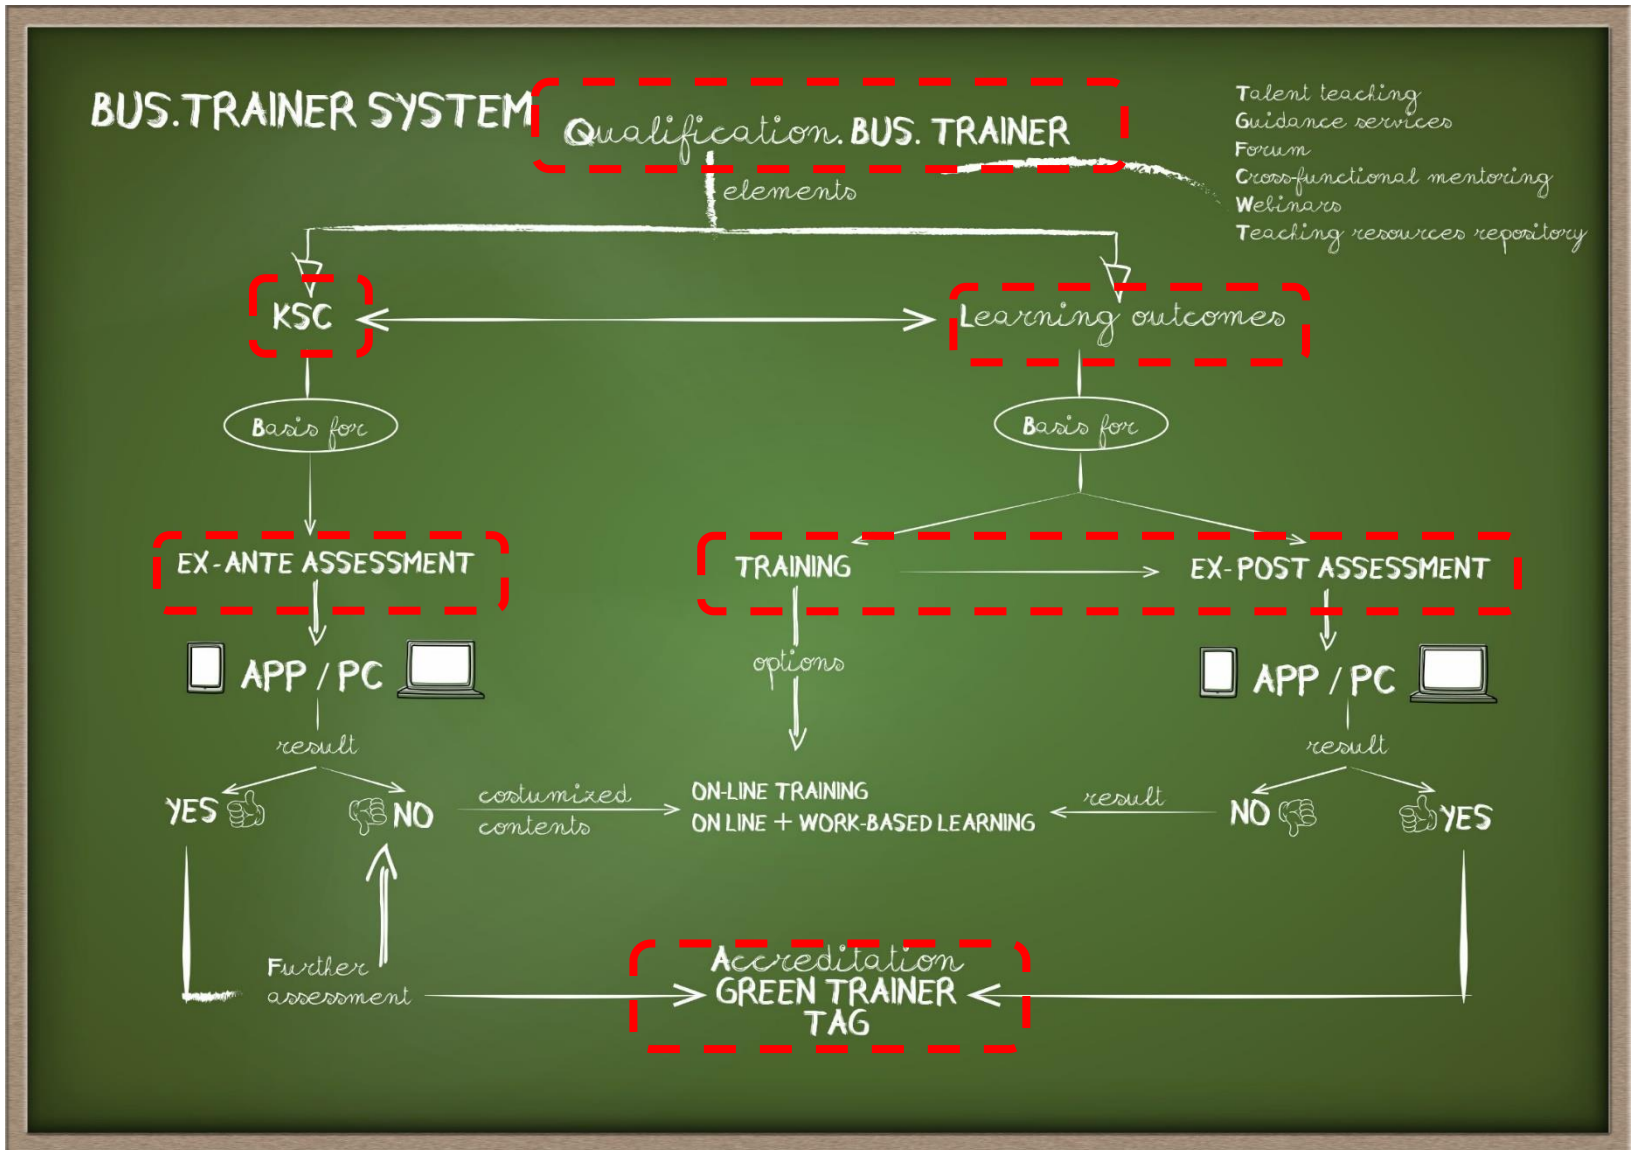 BUS.TRAINER SYSTEM
Qualification. BUS. TRAINER
Talent teaching
Guidance services
Forum
Cross-functional mentoring
Webinars
Teaching resources repository
elements
KSC
Learning outcomes
Basis for
Basis for
EX-ANTE ASSESSMENT
TRAINING
EX-POST ASSESSMENT
APP / PC
options
APP / PC
result
result
YES
NO
costumized
contents
ON-LINE TRAINING
ON LINE + WORK-BASED LEARNING
result
NO
YES
Further
assessment
Accreditation
GREEN TRAINER
TAG